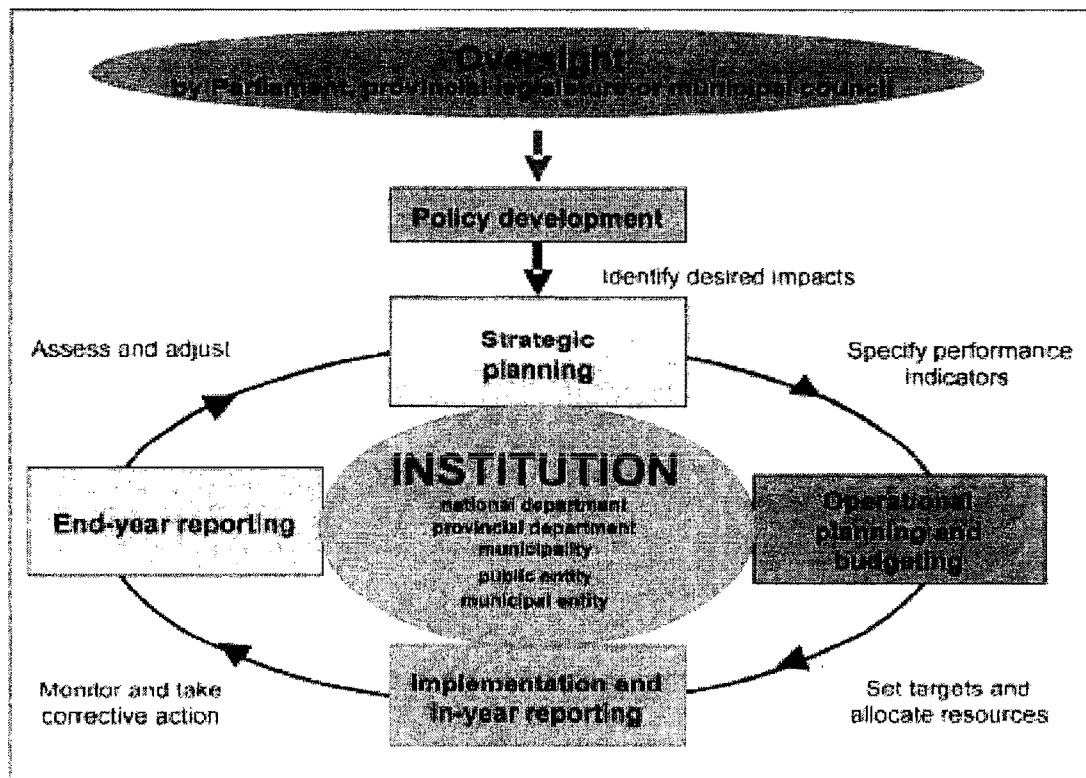 Oversight
by Parliament, provincial legislature or municipal council
Policy development
Identify desired impacts
Strategic
planning
Assess and adjust
Specify performance
indicators
INSTITUTION
national department
provincial department
municipality
public entity
municipal entity
End-year reporting
Operational
planning and
budgeting
Implementation and
in-year reporting
Monitor and take
corrective action
Set targets and
allocate resources